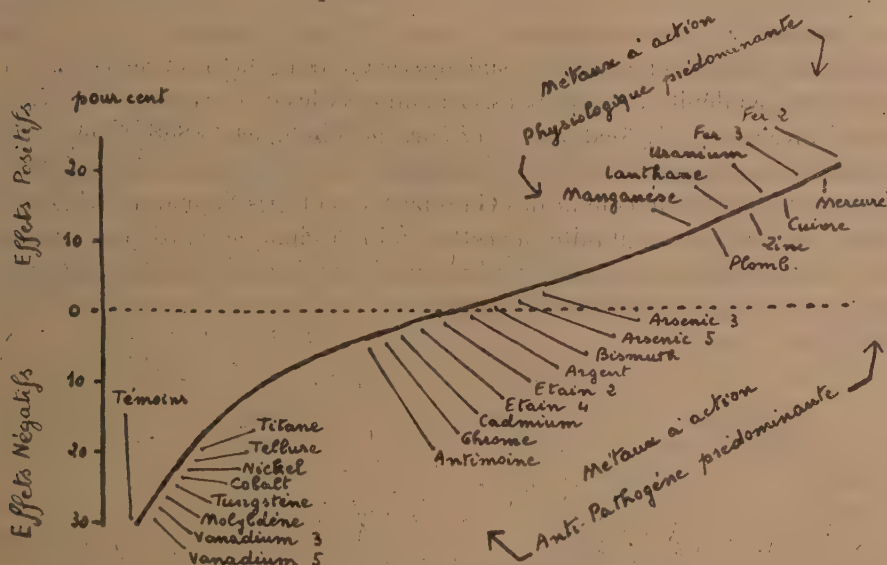 Métaux à action
Physiologique prédominante
Effets Positifs
pour cent
20
10
0
10
20
30
Effets Négatifs
Fer 2
Fer 3
Uranium
Lanthane
Manganèse
Mercure
Cuivre
Zinc
Plomb.
Arsenic 3
Arsenic 5
Bismuth
Argent
Etain 2
Etain 4
Cadmium
Chrome
Antimoine
Témoins
Titane
Tellure
Nickel
Cobalt
Tungstène
Molybdène
Vanadium 3
Vanadium 5
Métaux à action
Anti-Pathogène prédominante